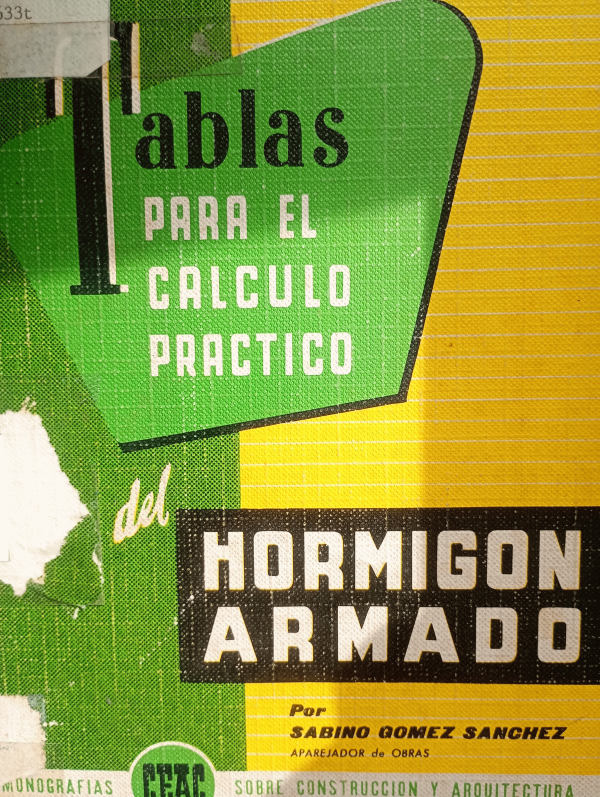 633t
Tablas
PARA EL
CALCULO
PRACTICO
del
HORMIGON
ARMADO
Por
SABINO GOMEZ SANCHEZ
APAREJADOR de OBRAS
MONOGRAFIAS CEAC SOBRE CONSTRUCCION Y ARQUITECTURA